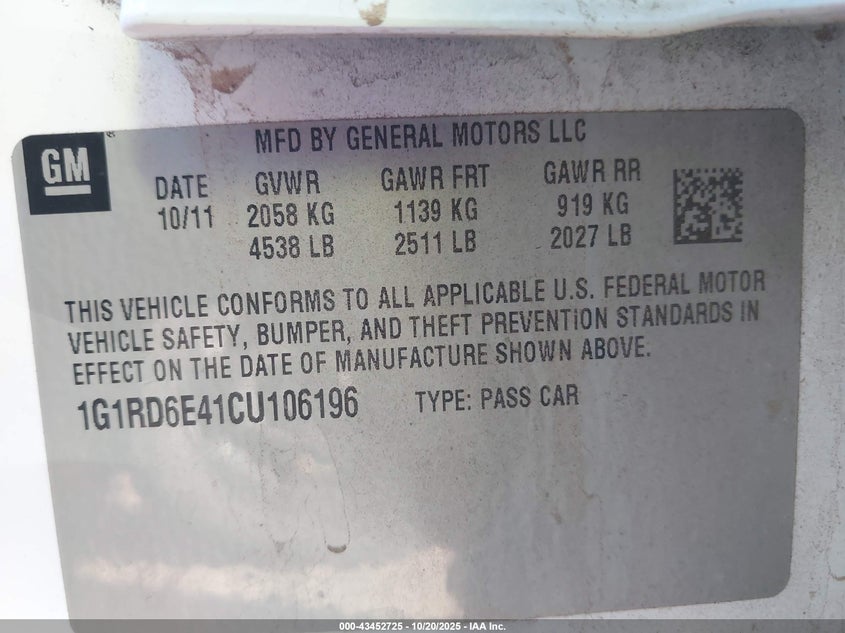 GM
MFD BY GENERAL MOTORS LLC
DATE GVWR GAWR FRT GAWR RR
10/11 2058 KG 1139 KG 919 KG
4538 LB 2511 LB 2027 LB
THIS VEHICLE CONFORMS TO ALL APPLICABLE U.S. FEDERAL MOTOR
VEHICLE SAFETY, BUMPER, AND THEFT PREVENTION STANDARDS IN
EFFECT ON THE DATE OF MANUFACTURE SHOWN ABOVE.
1G1RD6E41CU106196 TYPE: PASS CAR
000-43452725 - 10/20/2025 - IAA Inc.